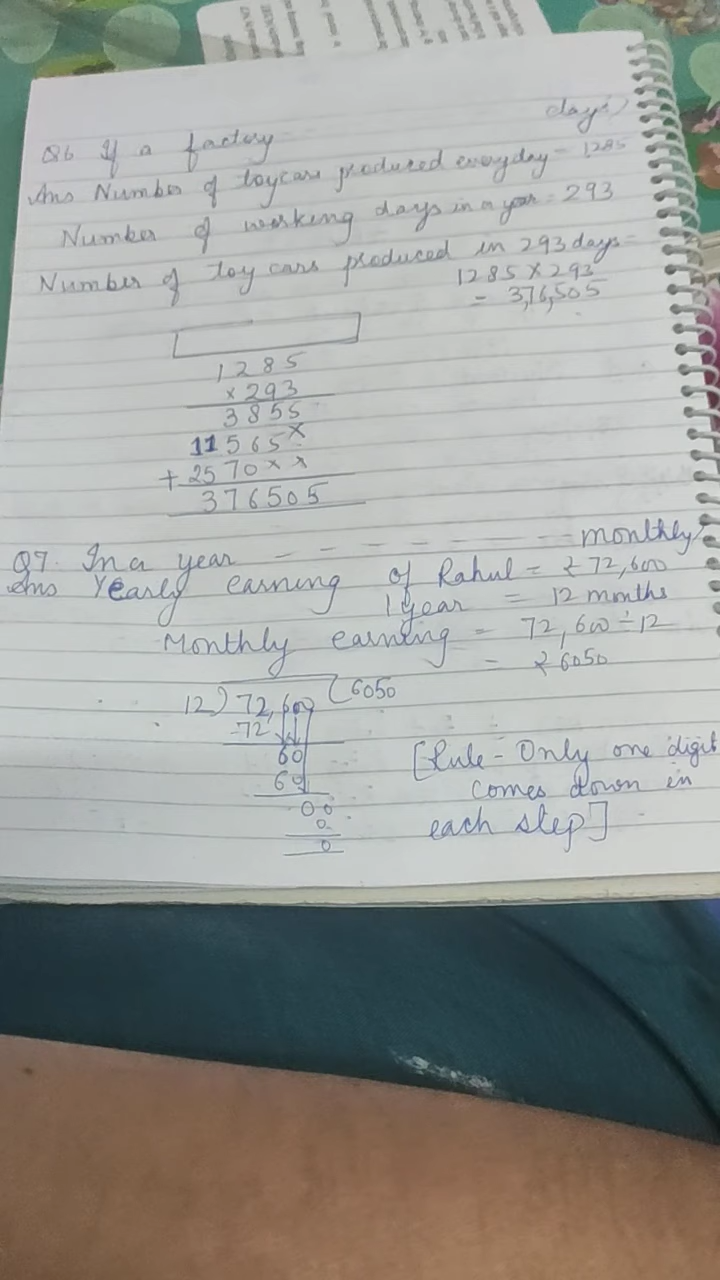 days?
Q6 If a factory
Ans Number of toycars produced everyday = 1285
Number of working days in a year = 293
Number of toy cars produced in 293 days =
1285 × 293
= 3,76,505
1285
× 293
3855
11565×
+ 2570××
376505
Q7. In a year - - - - - - - monthly?
Ans Yearly earning of Rahul = ₹72,600
1 year = 12 months
Monthly earning = 72,600 ÷ 12
= ₹6050
12) 72,600 (6050
-72
60
60
00
0
0
[Rule - Only one digit
comes down in
each step]